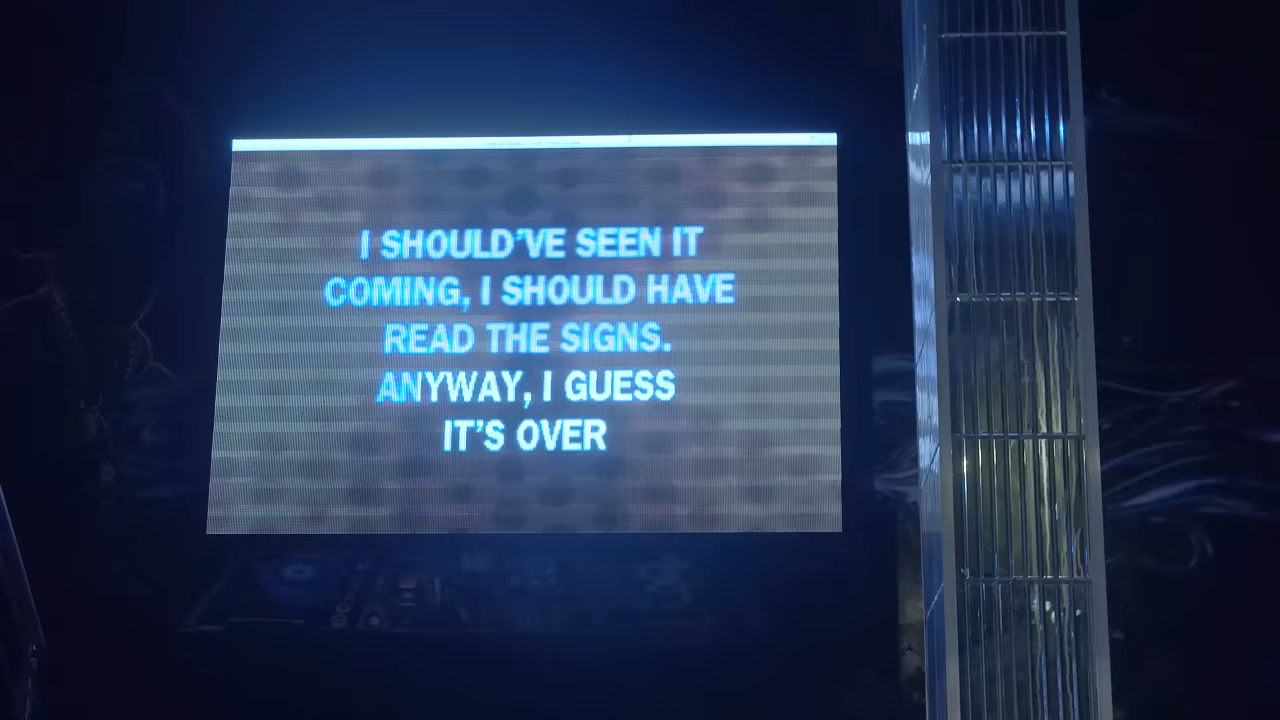 I SHOULD'VE SEEN IT
COMING, I SHOULD HAVE
READ THE SIGNS.
ANYWAY, I GUESS
IT'S OVER